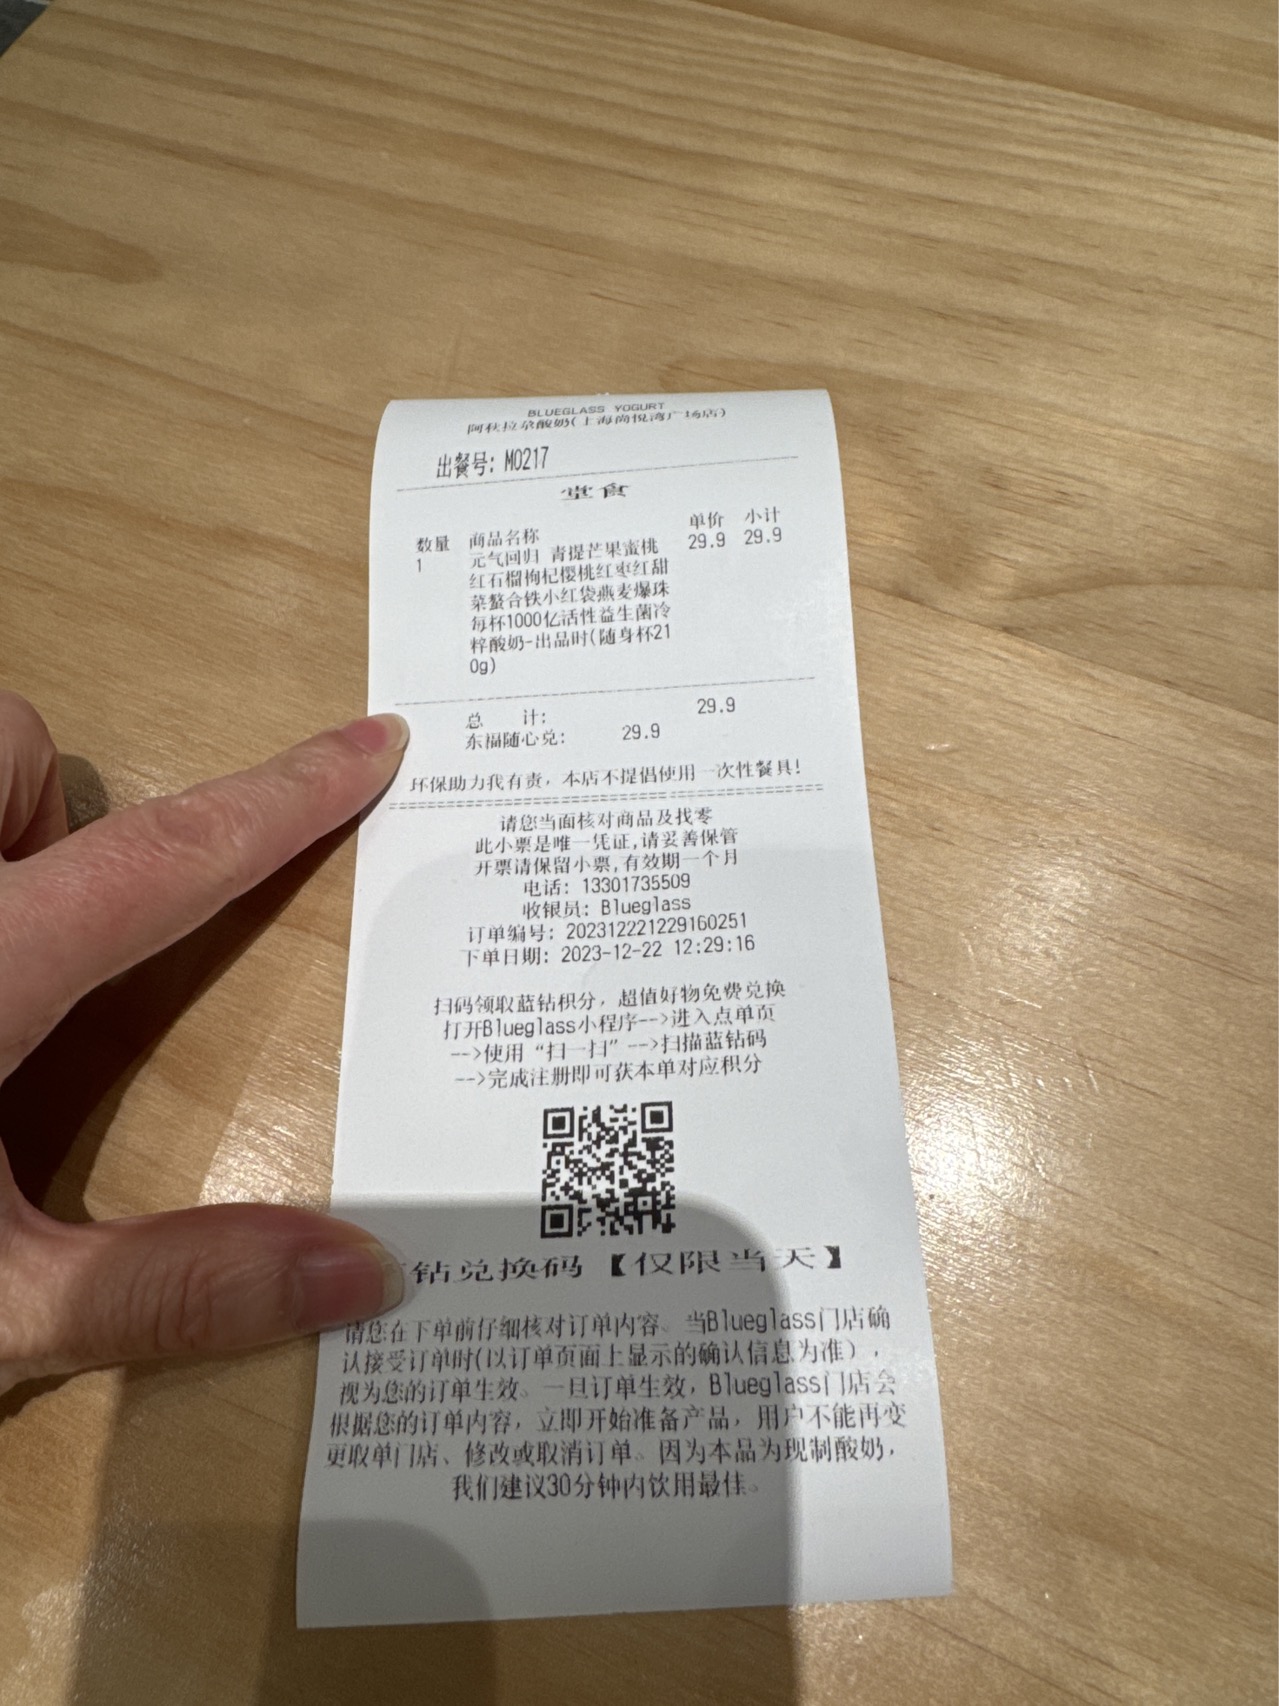 BLUEGLASS YOGURT
阿秋拉尕酸奶(上海尚悦湾广场店)
出餐号: M0217
堂食
数量 商品名称 单价 小计
1 元气回归 青提芒果蜜桃 29.9 29.9
红石榴枸杞樱桃红枣红甜
菜螯合铁小红袋燕麦爆珠
每杯1000亿活性益生菌冷
粹酸奶-出品时(随身杯21
0g)
总 计: 29.9
东福随心兑: 29.9
环保助力我有责，本店不提倡使用一次性餐具!
请您当面核对商品及找零
此小票是唯一凭证,请妥善保管
开票请保留小票,有效期一个月
电话: 13301735509
收银员: Blueglass
订单编号: 202312221229160251
下单日期: 2023-12-22 12:29:16
扫码领取蓝钻积分，超值好物免费兑换
打开Blueglass小程序-->进入点单页
-->使用“扫一扫”-->扫描蓝钻码
-->完成注册即可获本单对应积分
钻兑换码【仅限当天】
请您在下单前仔细核对订单内容。当Blueglass门店确
认接受订单时(以订单页面上显示的确认信息为准），
视为您的订单生效。一旦订单生效，Blueglass门店会
根据您的订单内容，立即开始准备产品，用户不能再变
更取单门店、修改或取消订单。因为本品为现制酸奶，
我们建议30分钟内饮用最佳。